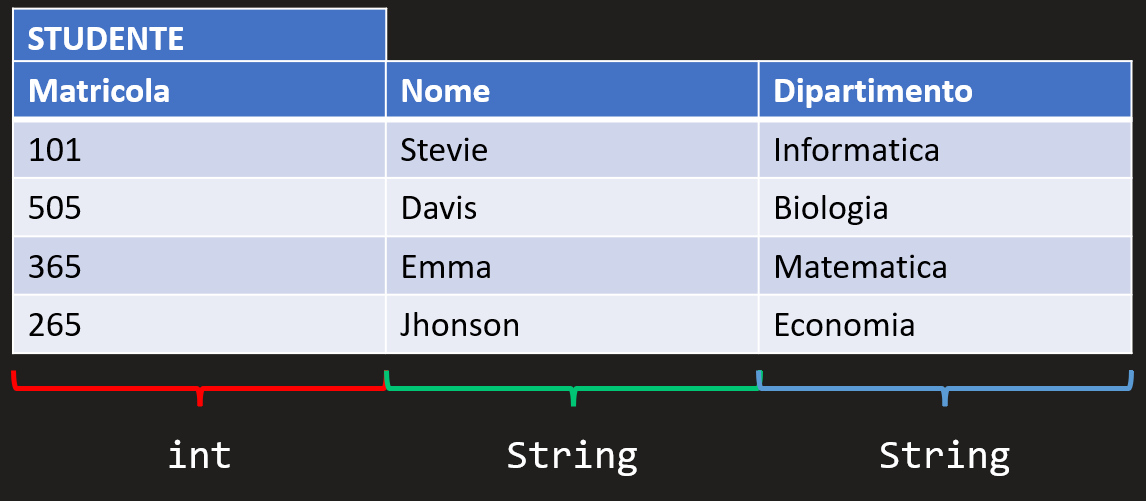 STUDENTE
Matricola Nome Dipartimento
101 Stevie Informatica
505 Davis Biologia
365 Emma Matematica
265 Jhonson Economia
int String String